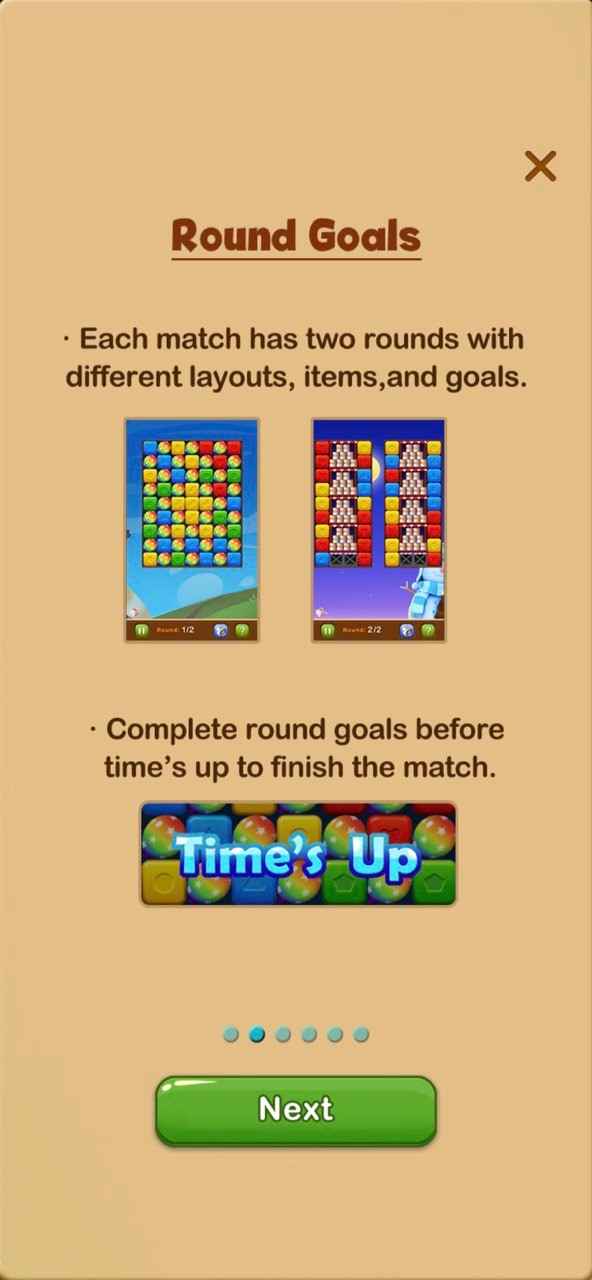 Round Goals
· Each match has two rounds with
different layouts, items,and goals.
Round: 1/2
?
Round: 2/2
?
· Complete round goals before
time's up to finish the match.
Time's Up
Next